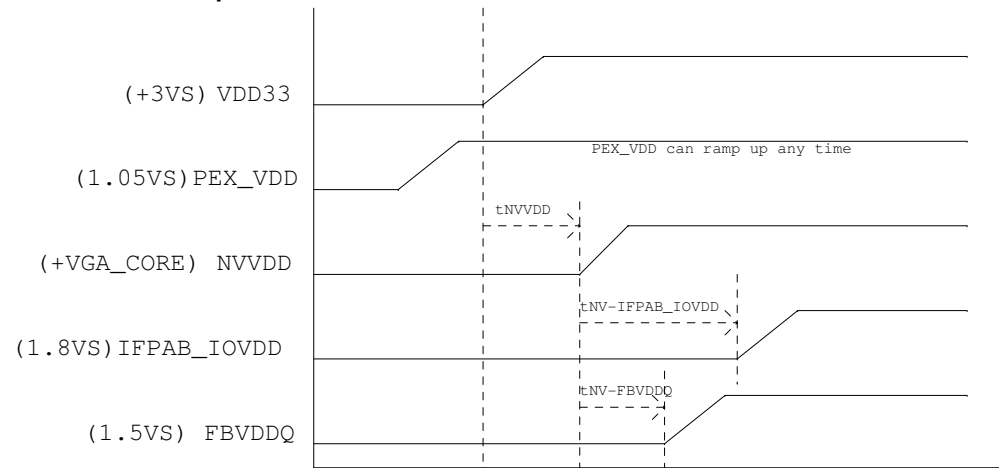 (+3VS) VDD33
PEX_VDD can ramp up any time
(1.05VS)PEX_VDD
tNVVDD
(+VGA_CORE) NVVDD
tNV-IFPAB_IOVDD
(1.8VS)IFPAB_IOVDD
tNV-FBVDDQ
(1.5VS) FBVDDQ